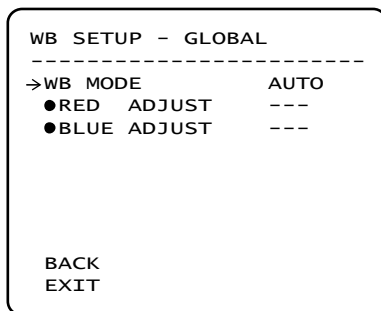 WB SETUP - GLOBAL
------------------------
→WB MODE AUTO
●RED ADJUST ---
●BLUE ADJUST ---
BACK
EXIT